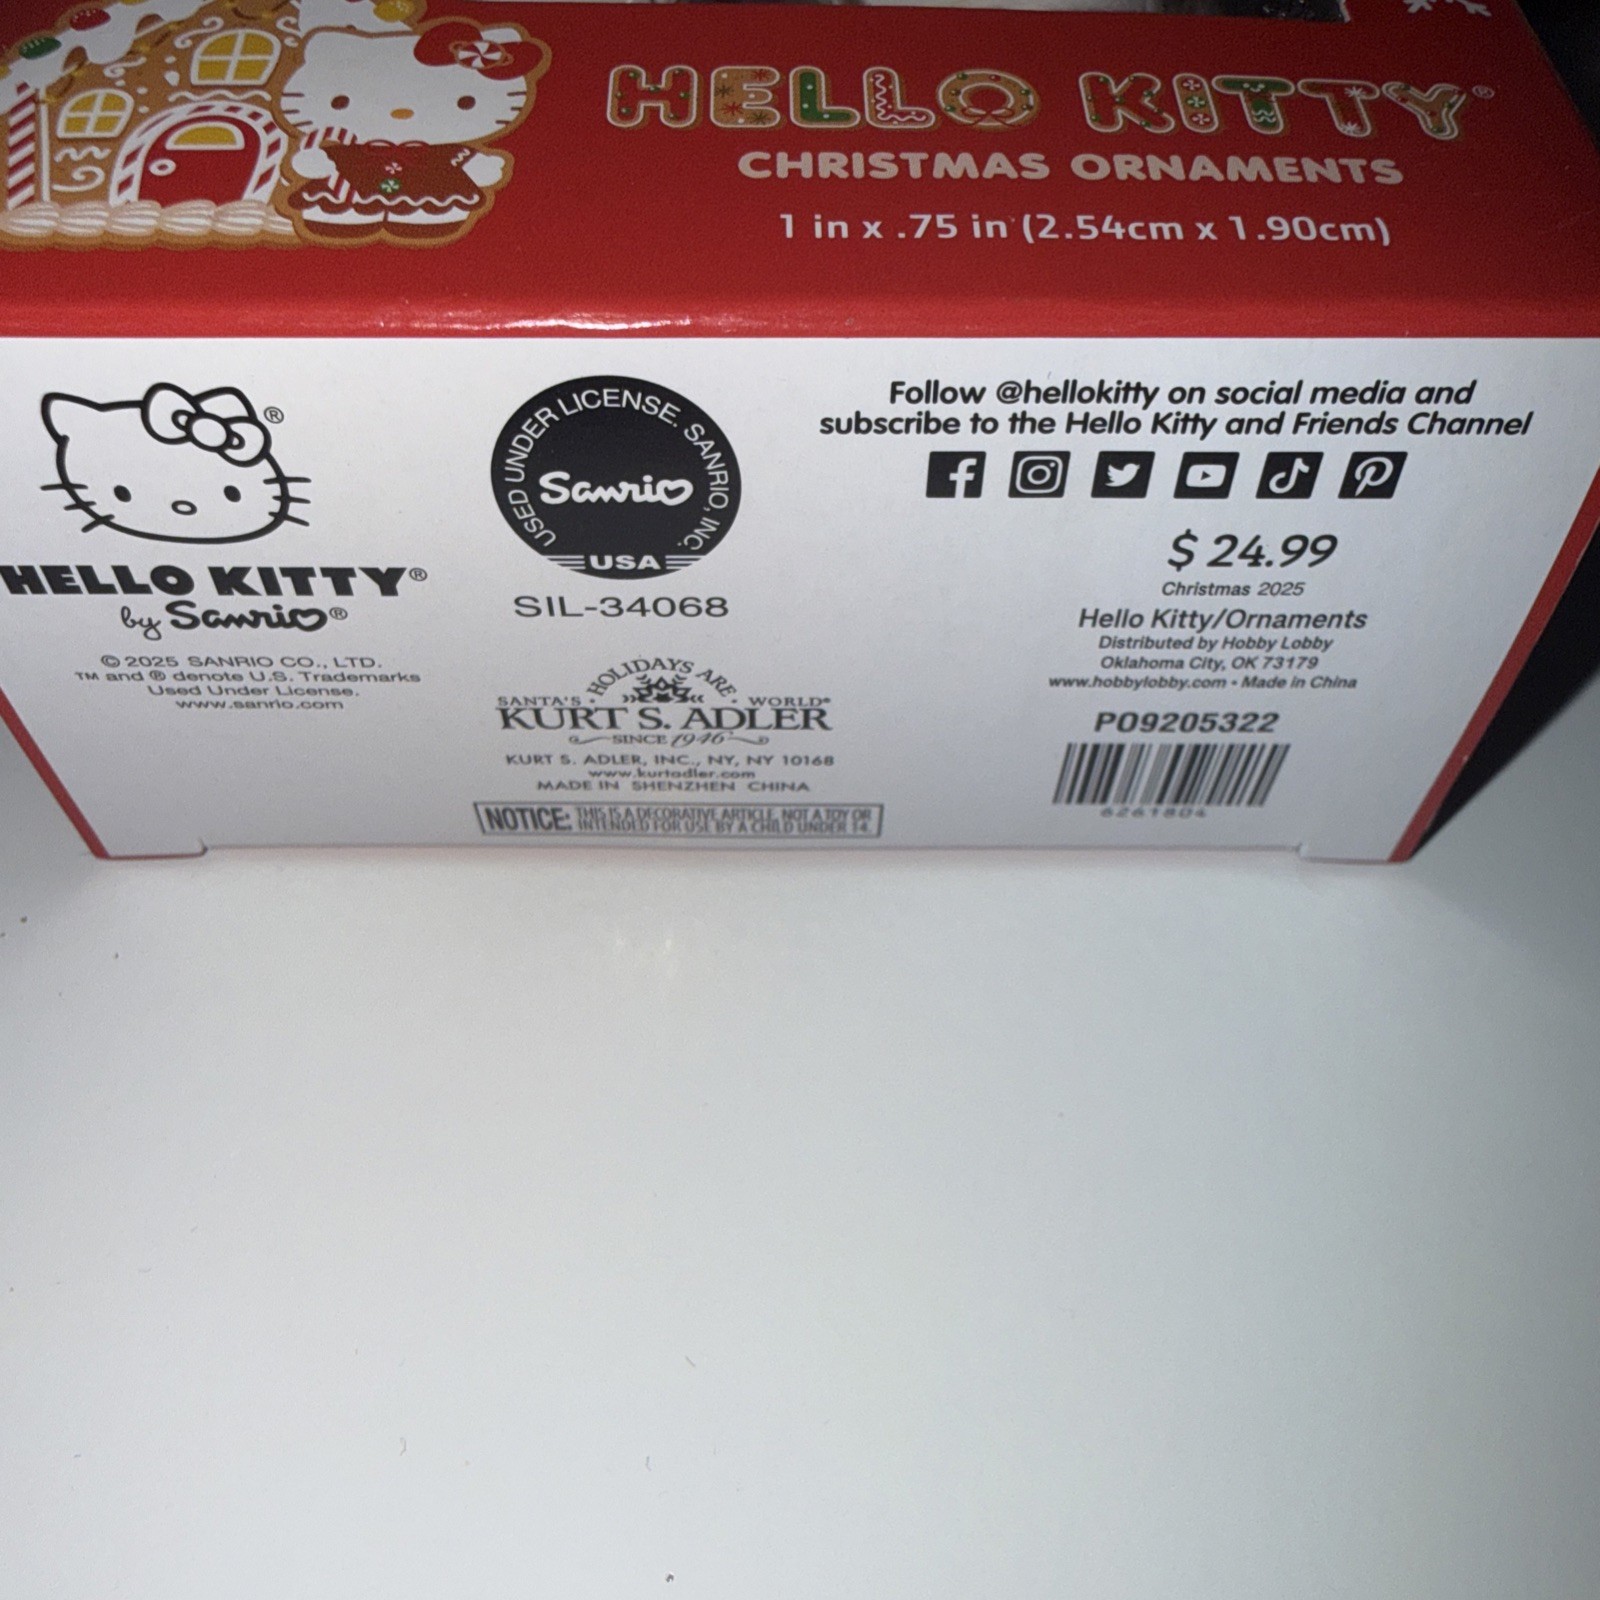 HELLO KITTY®
CHRISTMAS ORNAMENTS
1 in x .75 in (2.54cm x 1.90cm)
®
HELLO KITTY®
by Sanrio®
© 2025 SANRIO CO., LTD.
TM and ® denote U.S. Trademarks
Used Under License.
www.sanrio.com
USED UNDER LICENSE. SANRIO, INC.
Sanrio
USA
SIL-34068
HOLIDAYS ARE
SANTA'S WORLD®
KURT S. ADLER
SINCE 1946
KURT S. ADLER, INC., NY, NY 10168
www.kurtadler.com
MADE IN SHENZHEN CHINA
NOTICE: THIS IS A DECORATIVE ARTICLE, NOT A TOY OR
INTENDED FOR USE BY A CHILD UNDER 14.
Follow @hellokitty on social media and
subscribe to the Hello Kitty and Friends Channel
$ 24.99
Christmas 2025
Hello Kitty/Ornaments
Distributed by Hobby Lobby
Oklahoma City, OK 73179
www.hobbylobby.com • Made in China
PO9205322
6261804